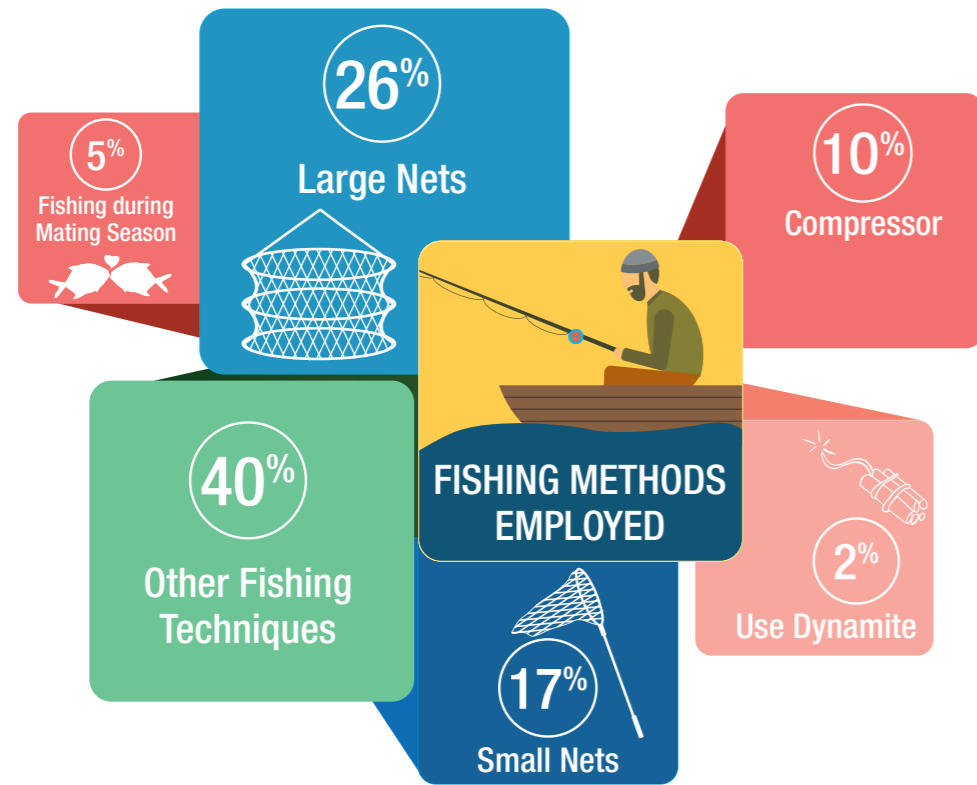 26%
Large Nets
5%
Fishing during
Mating Season
10%
Compressor
40%
Other Fishing
Techniques
FISHING METHODS
EMPLOYED
2%
Use Dynamite
17%
Small Nets